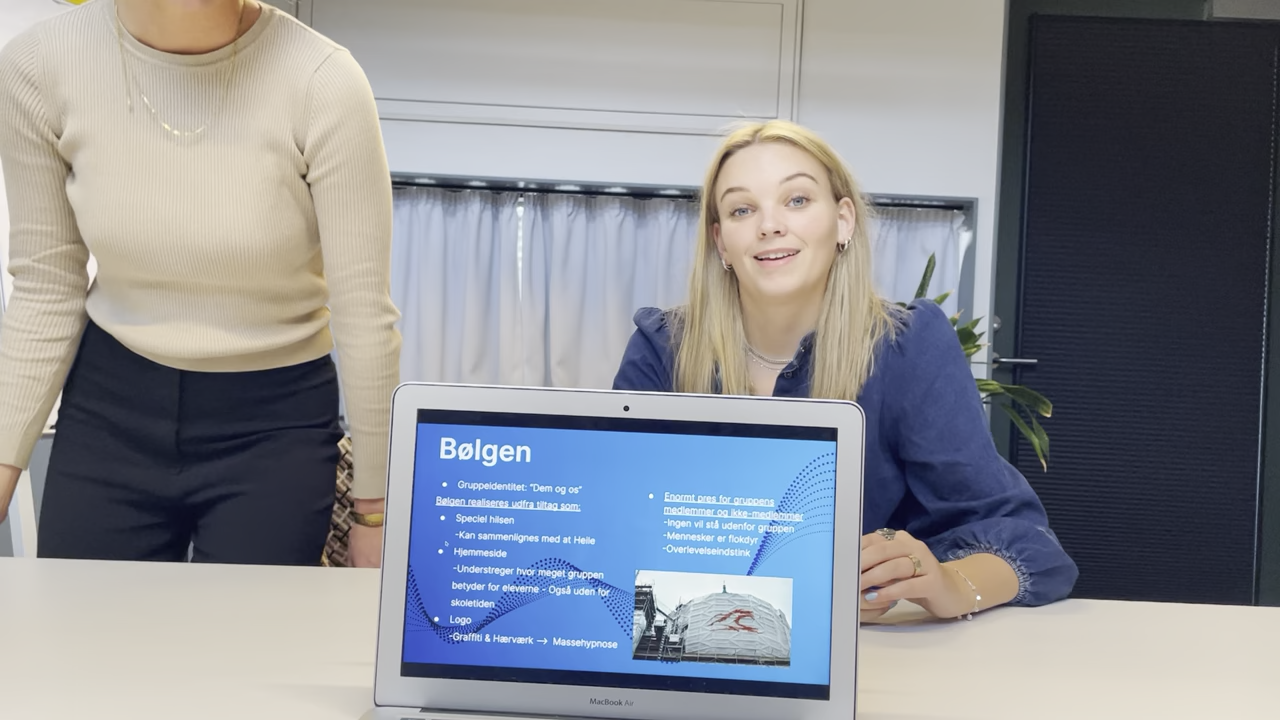 Bølgen
Gruppeidentitet: "Dem og os"
Bølgen realiseres udfra tiltag som:
Speciel hilsen
-Kan sammenlignes med at Heile
Hjemmeside
-Understreger hvor meget gruppen
betyder for eleverne - Også uden for
skoletiden
Logo
-Graffiti & Hærværk → Massehypnose
Enormt pres for gruppens
medlemmer og ikke-medlemmer
-Ingen vil stå udenfor gruppen
-Mennesker er flokdyr
-Overlevelseindstink
MacBook Air